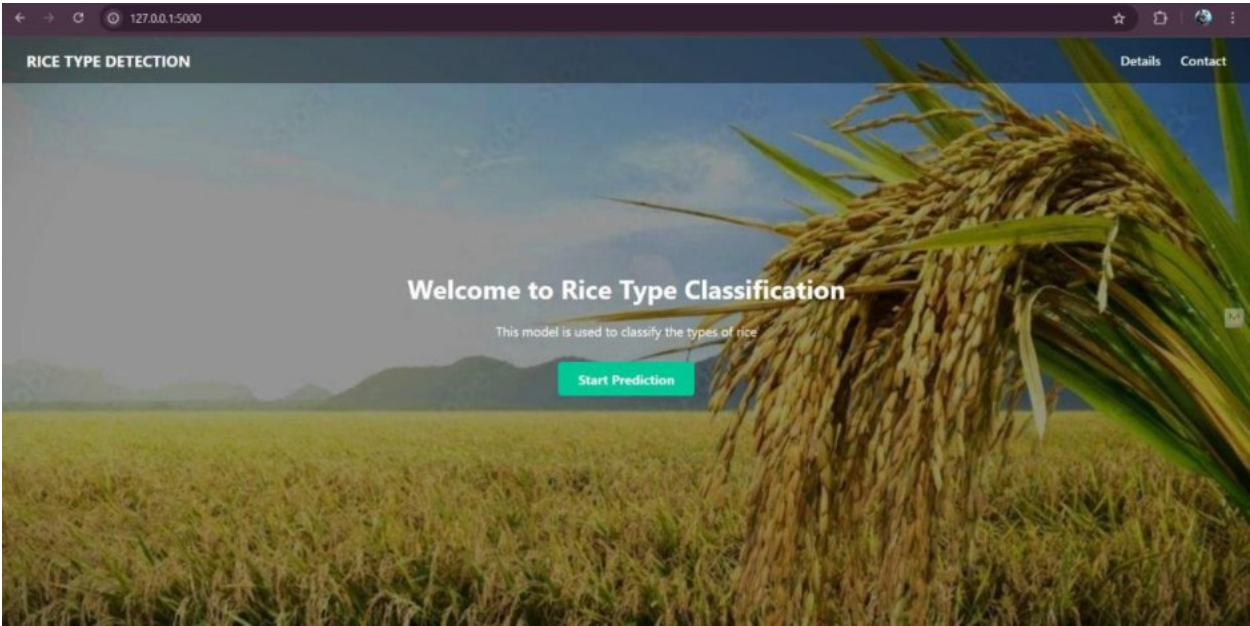 127.0.0.1:5000
RICE TYPE DETECTION
Details Contact
Welcome to Rice Type Classification
This model is used to classify the types of rice
Start Prediction